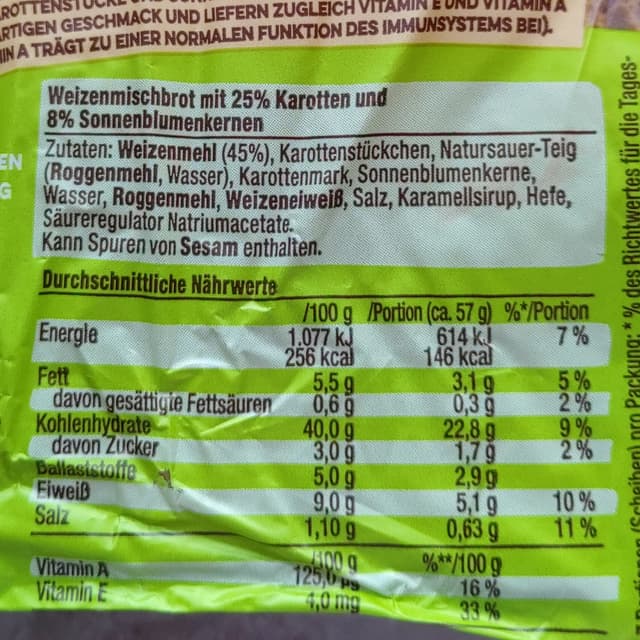 GESCHMACK UND LIEFERN ZUGLEICH VITAMIN E UND VITAMIN A
TRÄGT ZU EINER NORMALEN FUNKTION DES IMMUNSYSTEMS BEI).
EN
G
Weizenmischbrot mit 25% Karotten und
8% Sonnenblumenkernen
Zutaten: Weizenmehl (45%), Karottenstückchen, Natursauer-Teig
(Roggenmehl, Wasser), Karottenmark, Sonnenblumenkerne,
Wasser, Roggenmehl, Weizeneiweiß, Salz, Karamellsirup, Hefe,
Säureregulator Natriumacetate.
Kann Spuren von Sesam enthalten.
Durchschnittliche Nährwerte
/100 g /Portion (ca. 57 g) %*/Portion
Energie 1.077 kJ 614 kJ 7 %
256 kcal 146 kcal
Fett 5,5 g 3,1 g 5 %
davon gesättigte Fettsäuren 0,6 g 0,3 g 2 %
Kohlenhydrate 40,0 g 22,8 g 9 %
davon Zucker 3,0 g 1,7 g 2 %
Ballaststoffe 5,0 g 2,9 g
Eiweiß 9,0 g 5,1 g 10 %
Salz 1,10 g 0,63 g 11 %
/100 g %**/100 g
Vitamin A 125,0 µg 16 %
Vitamin E 4,0 mg 33 %
(Scheiben) pro Packung; * % des Richtwertes für die Tages-